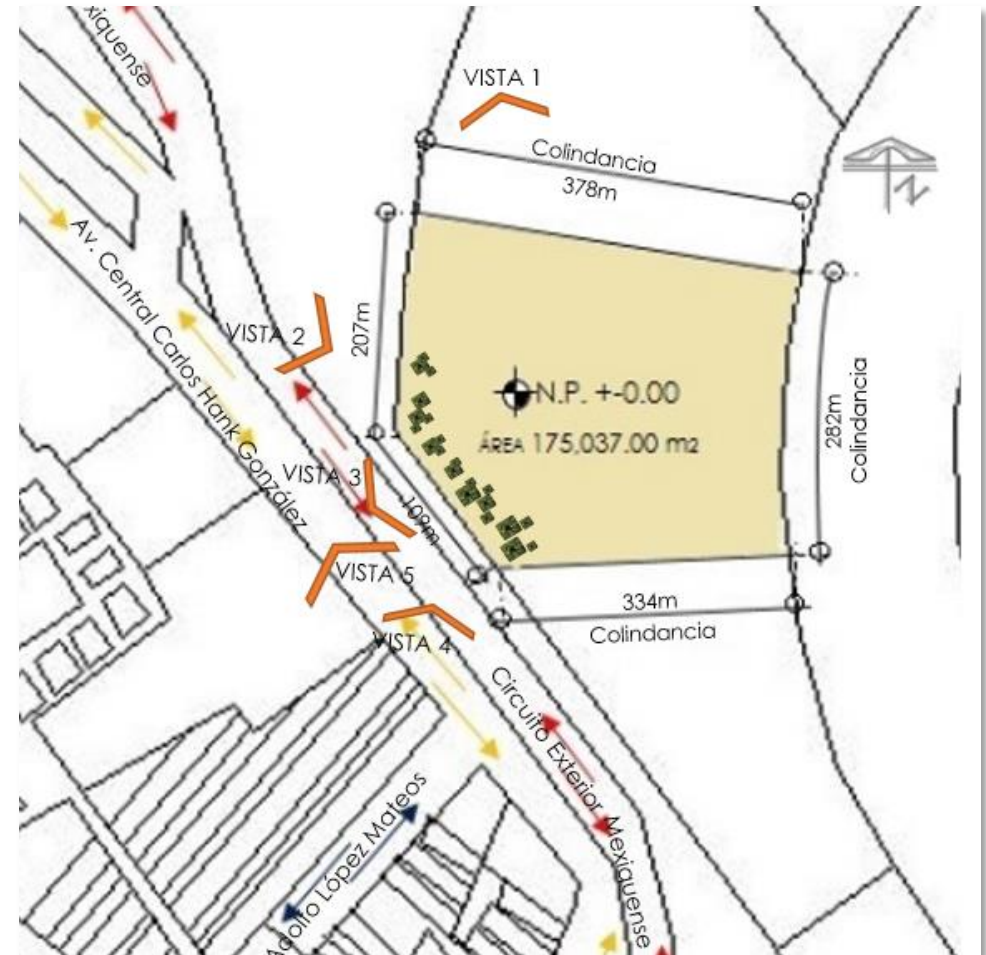 xiquense
VISTA 1
Colindancia
378m
N
Av. Central Carlos Hank González
VISTA 2
207m
N.P. +-0.00
ÁREA 175,037.00 m2
282m
Colindancia
VISTA 3
109m
VISTA 5
334m
Colindancia
VISTA 4
Circuito Exterior Mexiquense
Adolfo López Mateos